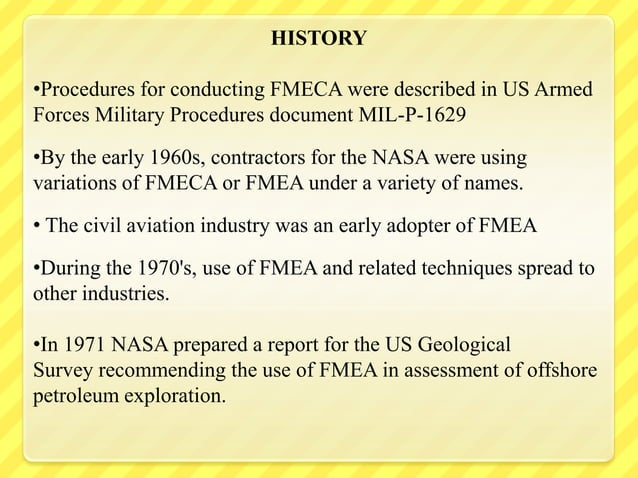 HISTORY
•Procedures for conducting FMECA were described in US Armed
Forces Military Procedures document MIL-P-1629
•By the early 1960s, contractors for the NASA were using
variations of FMECA or FMEA under a variety of names.
• The civil aviation industry was an early adopter of FMEA
•During the 1970's, use of FMEA and related techniques spread to
other industries.
•In 1971 NASA prepared a report for the US Geological
Survey recommending the use of FMEA in assessment of offshore
petroleum exploration.